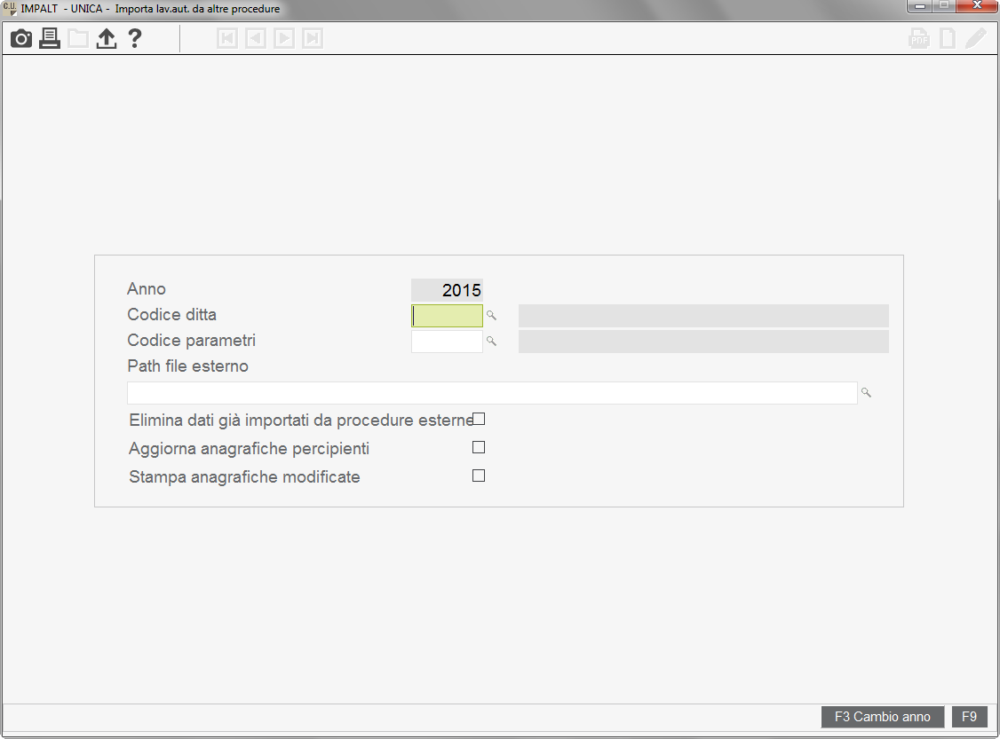 C.U.
IMPALT - UNICA - Importa lav.aut. da altre procedure
?
PDF
Anno 2015
Codice ditta
Codice parametri
Path file esterno
Elimina dati già importati da procedure esterne
Aggiorna anagrafiche percipienti
Stampa anagrafiche modificate
F3 Cambio anno F9